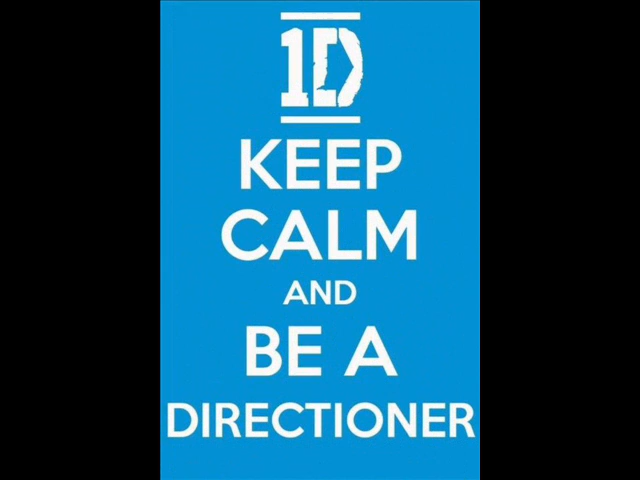 1D
KEEP
CALM
AND
BE A
DIRECTIONER